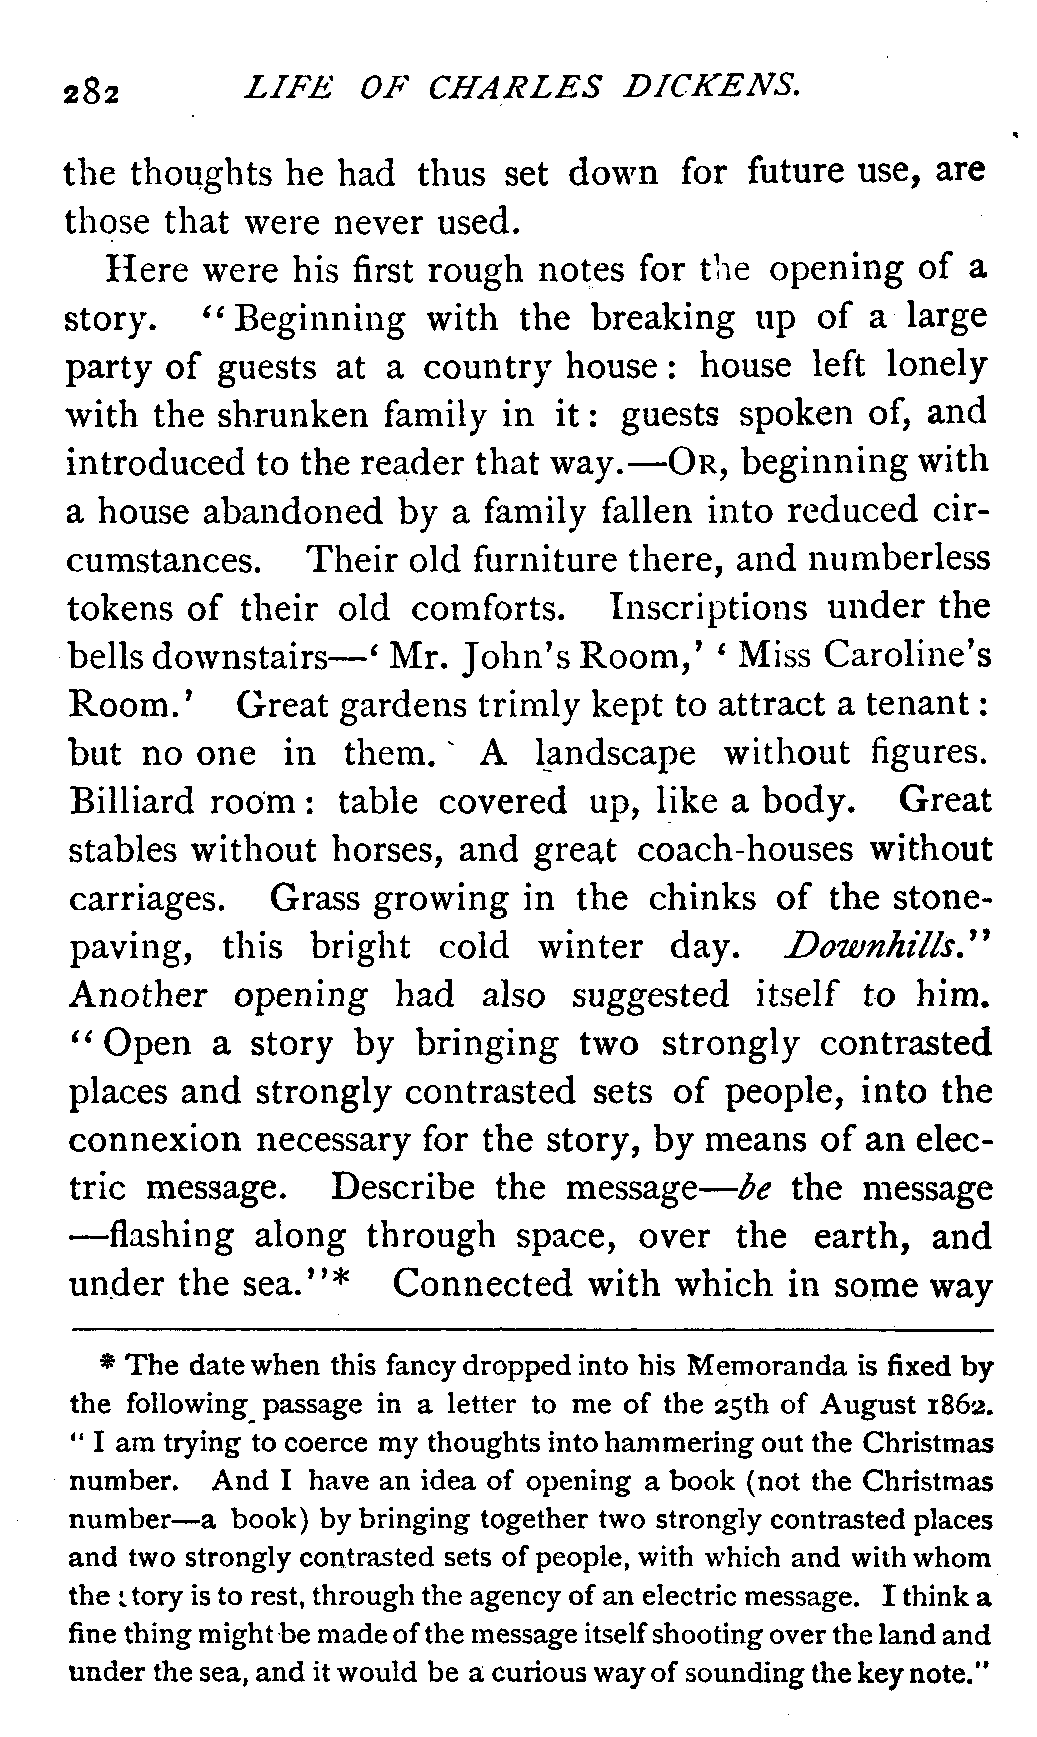 282 LIFE OF CHARLES DICKENS.
the thoughts he had thus set down for future use, are
those that were never used.
Here were his first rough notes for the opening of a
story. "Beginning with the breaking up of a large
party of guests at a country house: house left lonely
with the shrunken family in it: guests spoken of, and
introduced to the reader that way.—OR, beginning with
a house abandoned by a family fallen into reduced cir-
cumstances. Their old furniture there, and numberless
tokens of their old comforts. Inscriptions under the
bells downstairs—'Mr. John's Room,' 'Miss Caroline's
Room.' Great gardens trimly kept to attract a tenant:
but no one in them. A landscape without figures.
Billiard room: table covered up, like a body. Great
stables without horses, and great coach-houses without
carriages. Grass growing in the chinks of the stone-
paving, this bright cold winter day. Downhills."
Another opening had also suggested itself to him.
"Open a story by bringing two strongly contrasted
places and strongly contrasted sets of people, into the
connexion necessary for the story, by means of an elec-
tric message. Describe the message—be the message
—flashing along through space, over the earth, and
under the sea."* Connected with which in some way
* The date when this fancy dropped into his Memoranda is fixed by
the following passage in a letter to me of the 25th of August 1862.
"I am trying to coerce my thoughts into hammering out the Christmas
number. And I have an idea of opening a book (not the Christmas
number—a book) by bringing together two strongly contrasted places
and two strongly contrasted sets of people, with which and with whom
the story is to rest, through the agency of an electric message. I think a
fine thing might be made of the message itself shooting over the land and
under the sea, and it would be a curious way of sounding the key note."